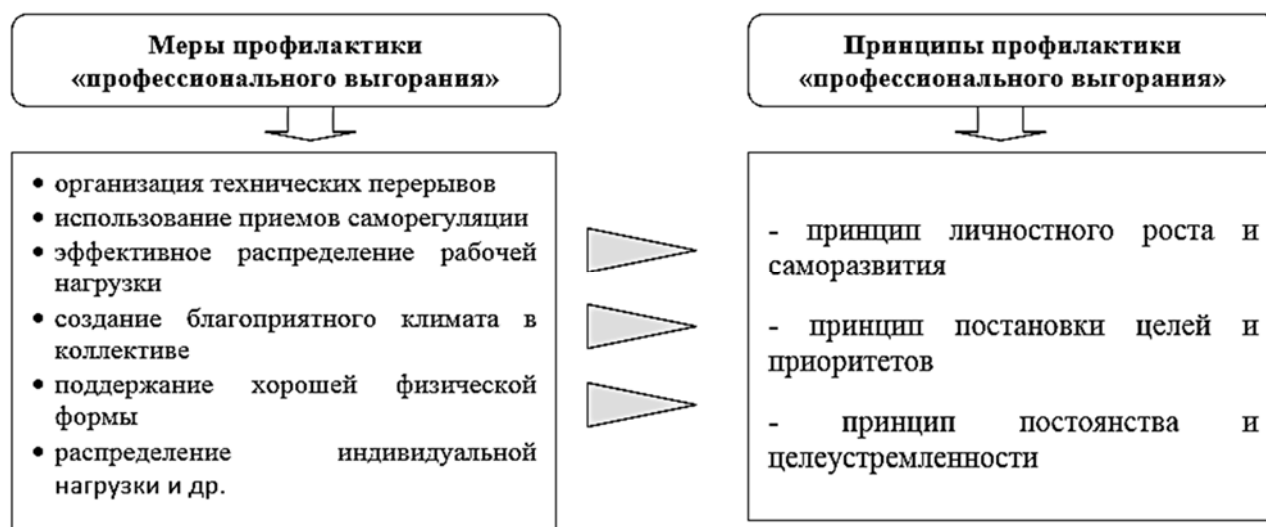 Меры профилактики
«профессионального выгорания»
• организация технических перерывов
• использование приемов саморегуляции
• эффективное распределение рабочей
нагрузки
• создание благоприятного климата в
коллективе
• поддержание хорошей физической
формы
• распределение индивидуальной
нагрузки и др.
Принципы профилактики
«профессионального выгорания»
- принцип личностного роста и
саморазвития
- принцип постановки целей и
приоритетов
- принцип постоянства и
целеустремленности